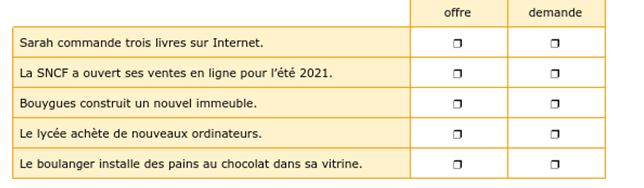 offre demande
Sarah commande trois livres sur Internet. ❐ ❐
La SNCF a ouvert ses ventes en ligne pour l’été 2021. ❐ ❐
Bouygues construit un nouvel immeuble. ❐ ❐
Le lycée achète de nouveaux ordinateurs. ❐ ❐
Le boulanger installe des pains au chocolat dans sa vitrine. ❐ ❐